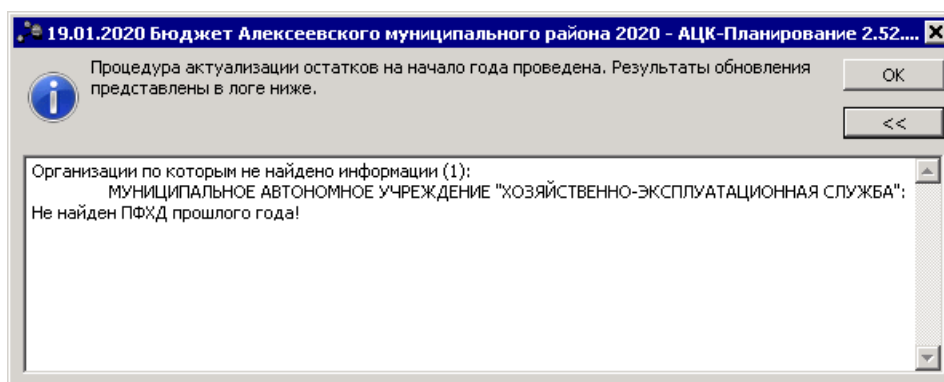 19.01.2020 Бюджет Алексеевского муниципального района 2020 - АЦК-Планирование 2.52....
Процедура актуализации остатков на начало года проведена. Результаты обновления
представлены в логе ниже.
OK
<<
Организации по которым не найдено информации (1):
МУНИЦИПАЛЬНОЕ АВТОНОМНОЕ УЧРЕЖДЕНИЕ "ХОЗЯЙСТВЕННО-ЭКСПЛУАТАЦИОННАЯ СЛУЖБА":
Не найден ПФХД прошлого года!